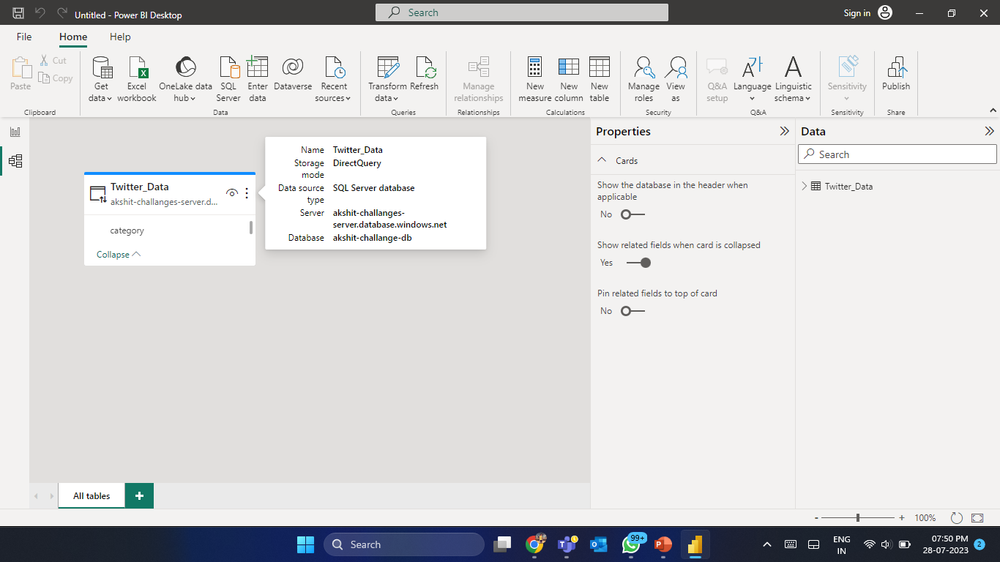 Untitled - Power BI Desktop
Search
Sign in
File
Home
Help
Paste
Cut
Copy
Clipboard
Get data
Excel workbook
OneLake data hub
SQL Server
Enter data
Dataverse
Recent sources
Data
Transform data
Refresh
Queries
Manage relationships
Relationships
New measure
New column
New table
Calculations
Manage roles
View as
Security
Q&A setup
Language
Linguistic schema
Q&A
Sensitivity
Sensitivity
Publish
Share
Twitter_Data
akshit-challanges-server.d...
category
Collapse
Name Twitter_Data
Storage mode DirectQuery
Data source type SQL Server database
Server akshit-challanges-
server.database.windows.net
Database akshit-challange-db
Properties
Cards
Show the database in the header when
applicable
No
Show related fields when card is collapsed
Yes
Pin related fields to top of card
No
Data
Search
Twitter_Data
All tables
+
- + 100%
Search
99+
ENG
IN
07:50 PM
28-07-2023
2